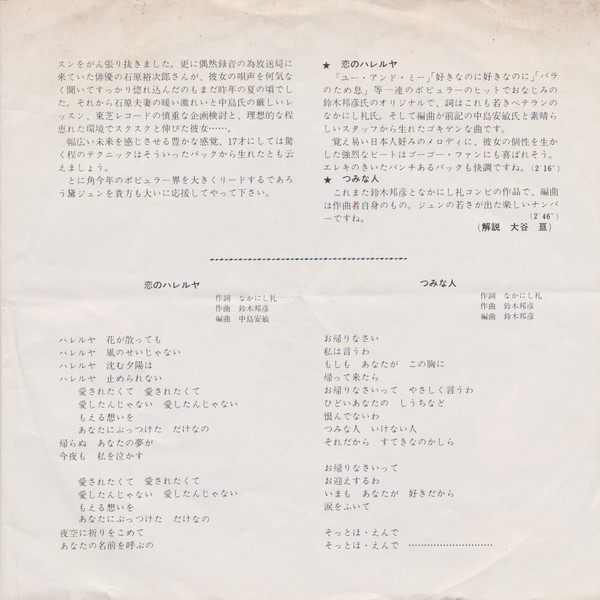 スンをがん張り抜きました。更に偶然録音の為放送局に
来ていた俳優の石原裕次郎さんが、彼女の唄声を何気な
く聞いてすっかり惚れ込んだのもまだ昨年の夏の頃でし
た。それから石原夫妻の暖い激れいと中島氏の厳しいレ
ッスン、東芝レコードの慎重な企画検討と、理想的な程
恵れた環境でスクスクと伸びた彼女……。
幅広い未来を感じさせる豊かな感覚、17才にしては驚
く程のテクニックはそういったバックから生れたとも云
えましょう。
とに角今年のポピュラー界を大きくリードするであろ
う黛ジュンを貴方も大いに応援してやって下さい。
★ 恋のハレルヤ
「ユー・アンド・ミー」「好きなのに好きなのに」「バラ
のため息」等一連のポピュラーのヒットでおなじみの
鈴木邦彦氏のオリジナルで、詞はこれも若きベテランの
なかにし礼氏。そして編曲が前記の中島安敏氏と素晴ら
しいスタッフから生れたゴキゲンな曲です。
覚え易い日本人好みのメロディに、彼女の個性を生か
した強烈なビートはゴーゴー・ファンにも喜ばれそう。
エレキのきいたパンチあるバックも快調ですね。(2′16″)
★ つみな人
これまた鈴木邦彦となかにし礼コンビの作品で、編曲
は作曲者自身のもの。ジュンの若さが出た楽しいナンバ
ーですね。(2′46″)
(解説 大谷 亘)
恋のハレルヤ
作詞 なかにし礼
作曲 鈴木邦彦
編曲 中島安敏
ハレルヤ 花が散っても
ハレルヤ 風のせいじゃない
ハレルヤ 沈む夕陽は
ハレルヤ 止められない
愛されたくて 愛されたくて
愛したんじゃない 愛したんじゃない
もえる想いを
あなたにぶっつけた だけなの
帰らぬ あなたの夢が
今夜も 私を泣かす
愛されたくて 愛されたくて
愛したんじゃない 愛したんじゃない
もえる想いを
あなたにぶっつけた だけなの
夜空に祈りをこめて
あなたの名前を呼ぶの
つみな人
作詞 なかにし礼
作曲 鈴木邦彦
編曲 鈴木邦彦
お帰りなさい
私は言うわ
もしも あなたが この胸に
帰って来たら
お帰りなさいって やさしく言うわ
ひどいあなたの しうちなど
恨んでないわ
つみな人 いけない人
それだから すてきなのかしら
お帰りなさいって
お迎えするわ
いまも あなたが 好きだから
涙をふいて
そっとほゝえんで
そっとほゝえんで ……………………